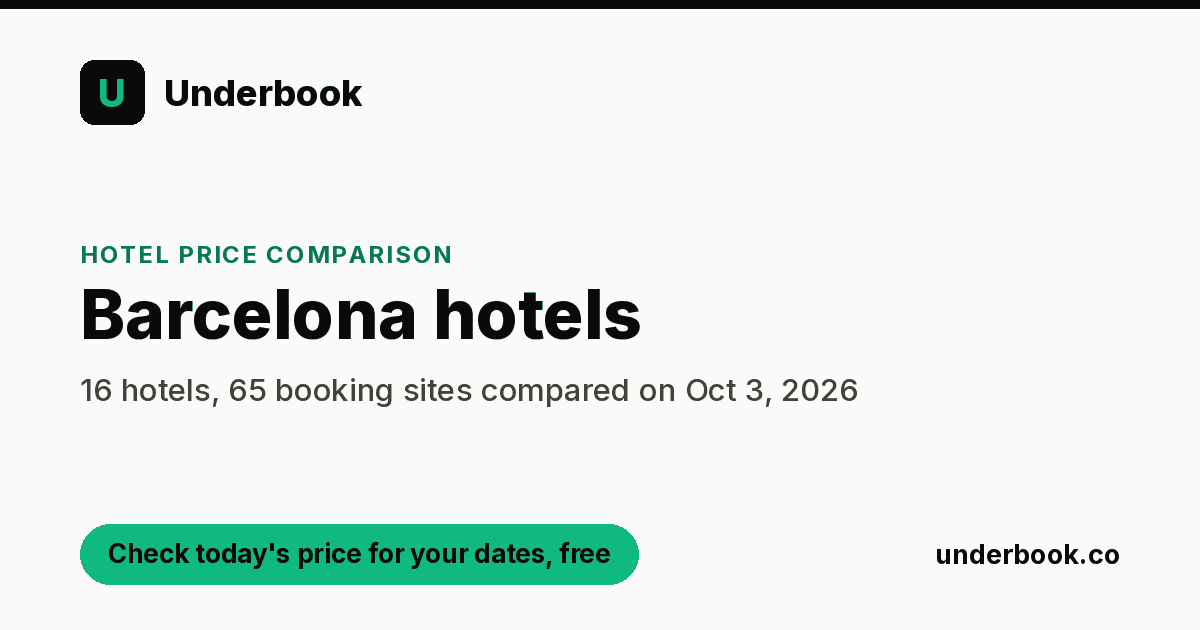 U Underbook
HOTEL PRICE COMPARISON
Barcelona hotels
16 hotels, 65 booking sites compared on Oct 3, 2026
Check today's price for your dates, free
underbook.co